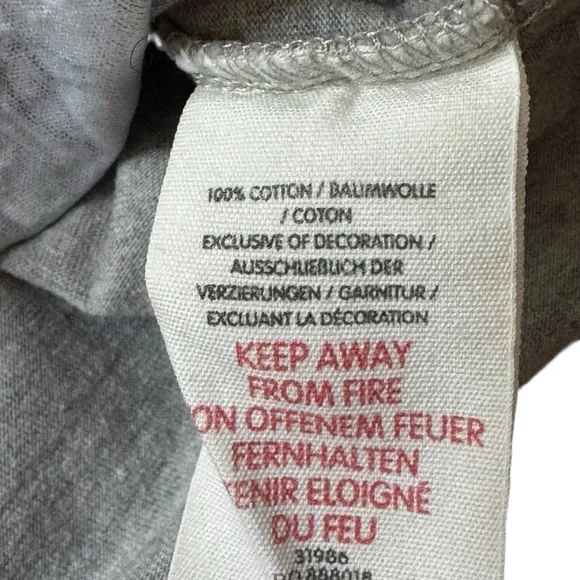 100% COTTON / BAUMWOLLE
/ COTON
EXCLUSIVE OF DECORATION /
AUSSCHLIEßLICH DER
VERZIERUNGEN / GARNITUR /
EXCLUANT LA DÉCORATION
KEEP AWAY
FROM FIRE
ON OFFENEM FEUER
FERNHALTEN
ENIR ELOIGNÉ
DU FEU
31986